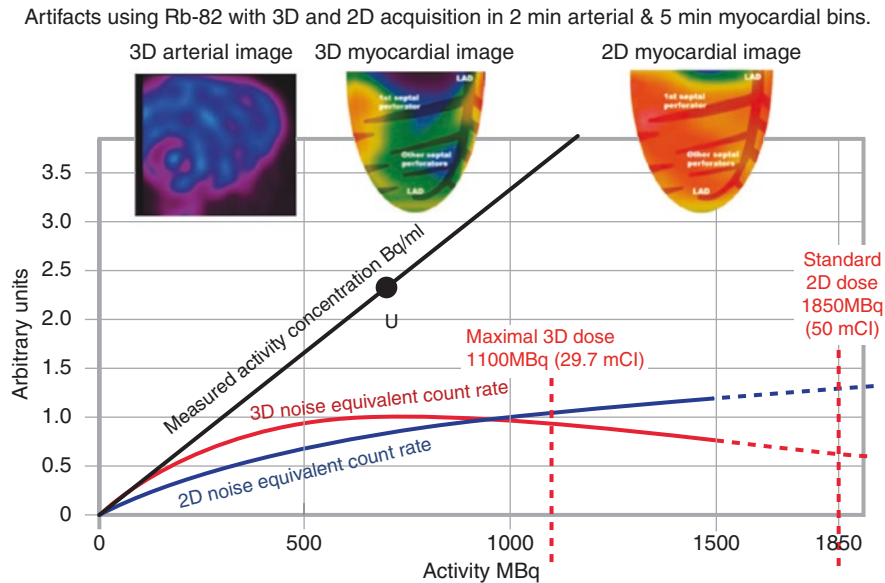 Artifacts using Rb-82 with 3D and 2D acquisition in 2 min arterial & 5 min myocardial bins.
3D arterial image
3D myocardial image
2D myocardial image
LAD
1st septal
perforator
Other septal
perforators
LAD
LAD
1st septal
perforator
Other septal
perforators
LAD
Arbitrary units
3.5
3.0
2.5
2.0
1.5
1.0
0.5
0
Measured activity concentration Bq/ml
U
Standard
2D dose
1850MBq
(50 mCI)
Maximal 3D dose
1100MBq (29.7 mCI)
3D noise equivalent count rate
2D noise equivalent count rate
0
500
1000
1500
1850
Activity MBq